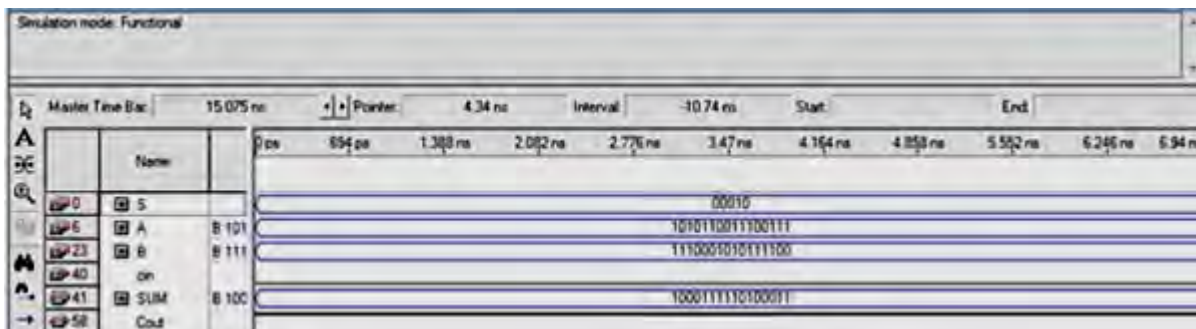 Simulation mode: Functional
Master Time Bar: 15.075 ns Pointer: 4.34 ns Interval: -10.74 ns Start: End:
Name 0 ps 694 ps 1.388 ns 2.082 ns 2.776 ns 3.47 ns 4.164 ns 4.858 ns 5.552 ns 6.246 ns 6.94 n
0 S 00010
6 A B 101 1010110011100111
23 B B 111 1111000101011100
40 cin
41 SUM B 100 1000111110100011
58 Cout